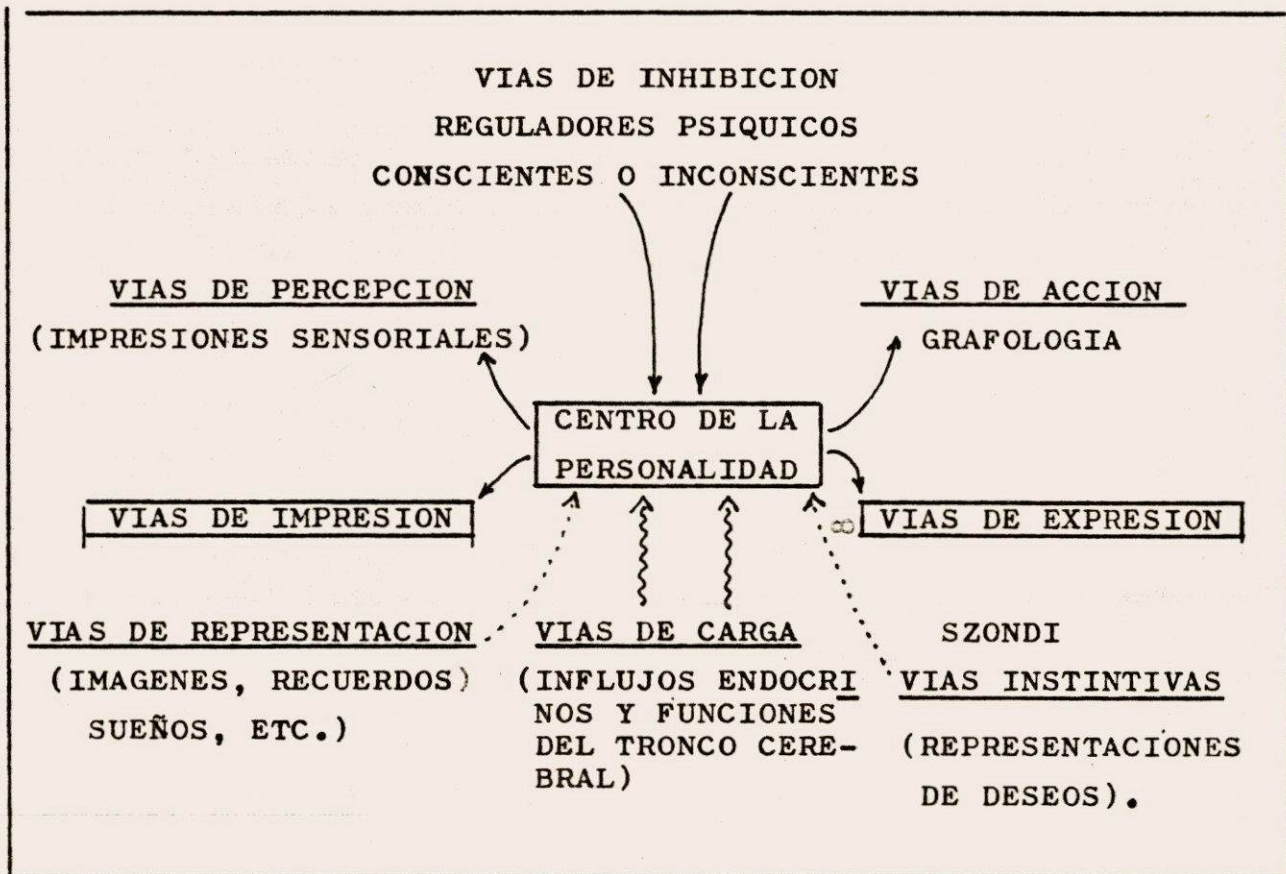 VIAS DE INHIBICION
REGULADORES PSIQUICOS
CONSCIENTES O INCONSCIENTES
VIAS DE PERCEPCION
(IMPRESIONES SENSORIALES)
VIAS DE ACCION
GRAFOLOGIA
CENTRO DE LA
PERSONALIDAD
VIAS DE IMPRESION
∞ VIAS DE EXPRESION
VIAS DE REPRESENTACION
(IMAGENES, RECUERDOS)
SUEÑOS, ETC.)
VIAS DE CARGA
(INFLUJOS ENDOCRI
NOS Y FUNCIONES
DEL TRONCO CERE-
BRAL)
SZONDI
VIAS INSTINTIVAS
(REPRESENTACIONES
DE DESEOS).